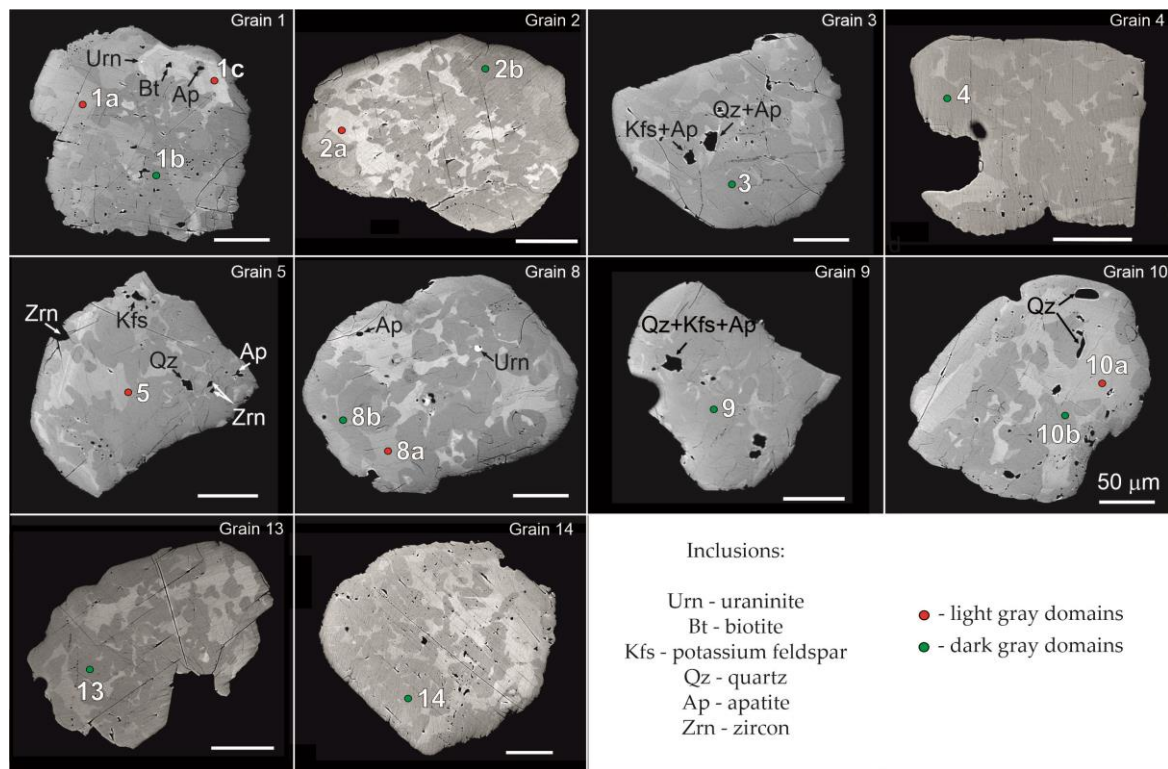 Grain 1
Urn
Bt
Ap
1c
1a
1b
Grain 2
2b
2a
Grain 3
Qz+Ap
Kfs+Ap
3
Grain 4
4
d
Grain 5
Zrn
Kfs
Qz
Ap
5
Zrn
Grain 8
Ap
Urn
8b
8a
Grain 9
Qz+Kfs+Ap
9
Grain 10
Qz
10a
10b
50 μm
Grain 13
13
Grain 14
14
Inclusions:
Urn - uraninite
Bt - biotite
Kfs - potassium feldspar
Qz - quartz
Ap - apatite
Zrn - zircon
- light gray domains
- dark gray domains